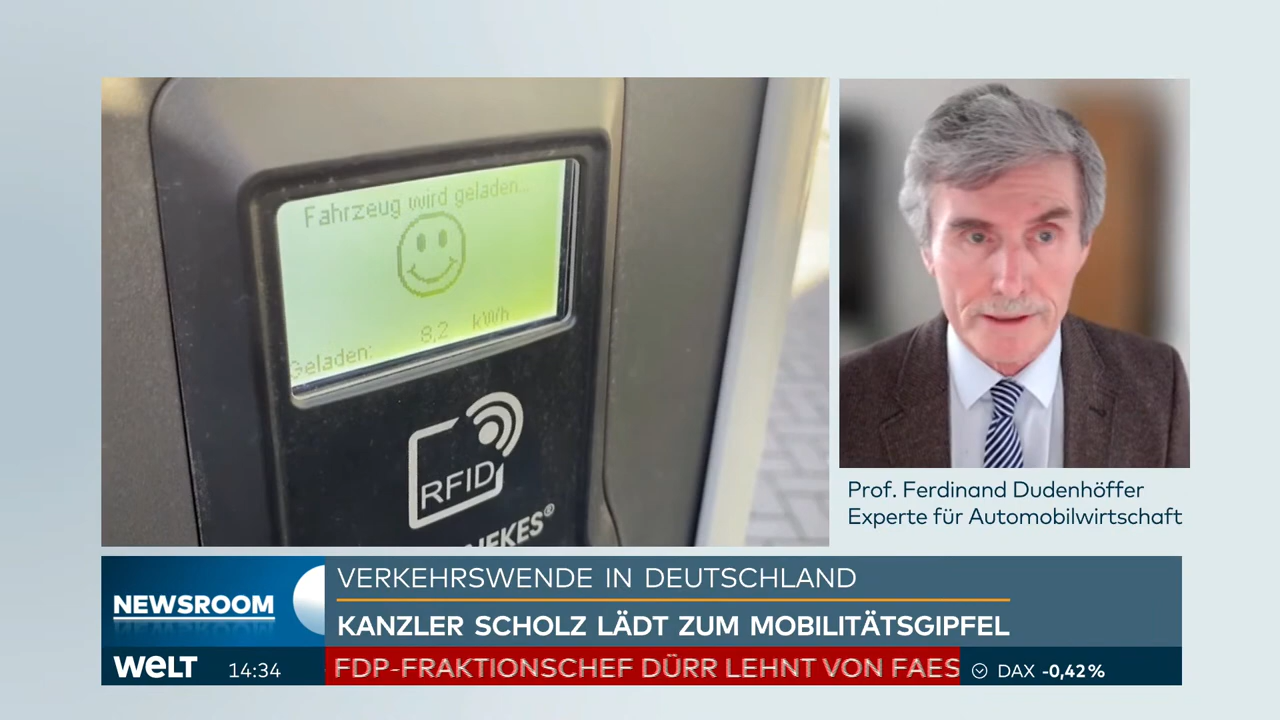 Fahrzeug wird geladen...
8,2 kWh
Geladen:
RFID
Prof. Ferdinand Dudenhöffer
Experte für Automobilwirtschaft
VERKEHRSWENDE IN DEUTSCHLAND
NEWSROOM
KANZLER SCHOLZ LÄDT ZUM MOBILITÄTSGIPFEL
welt 14:34 FDP-FRAKTIONSCHEF DÜRR LEHNT VON FAES DAX -0,42%